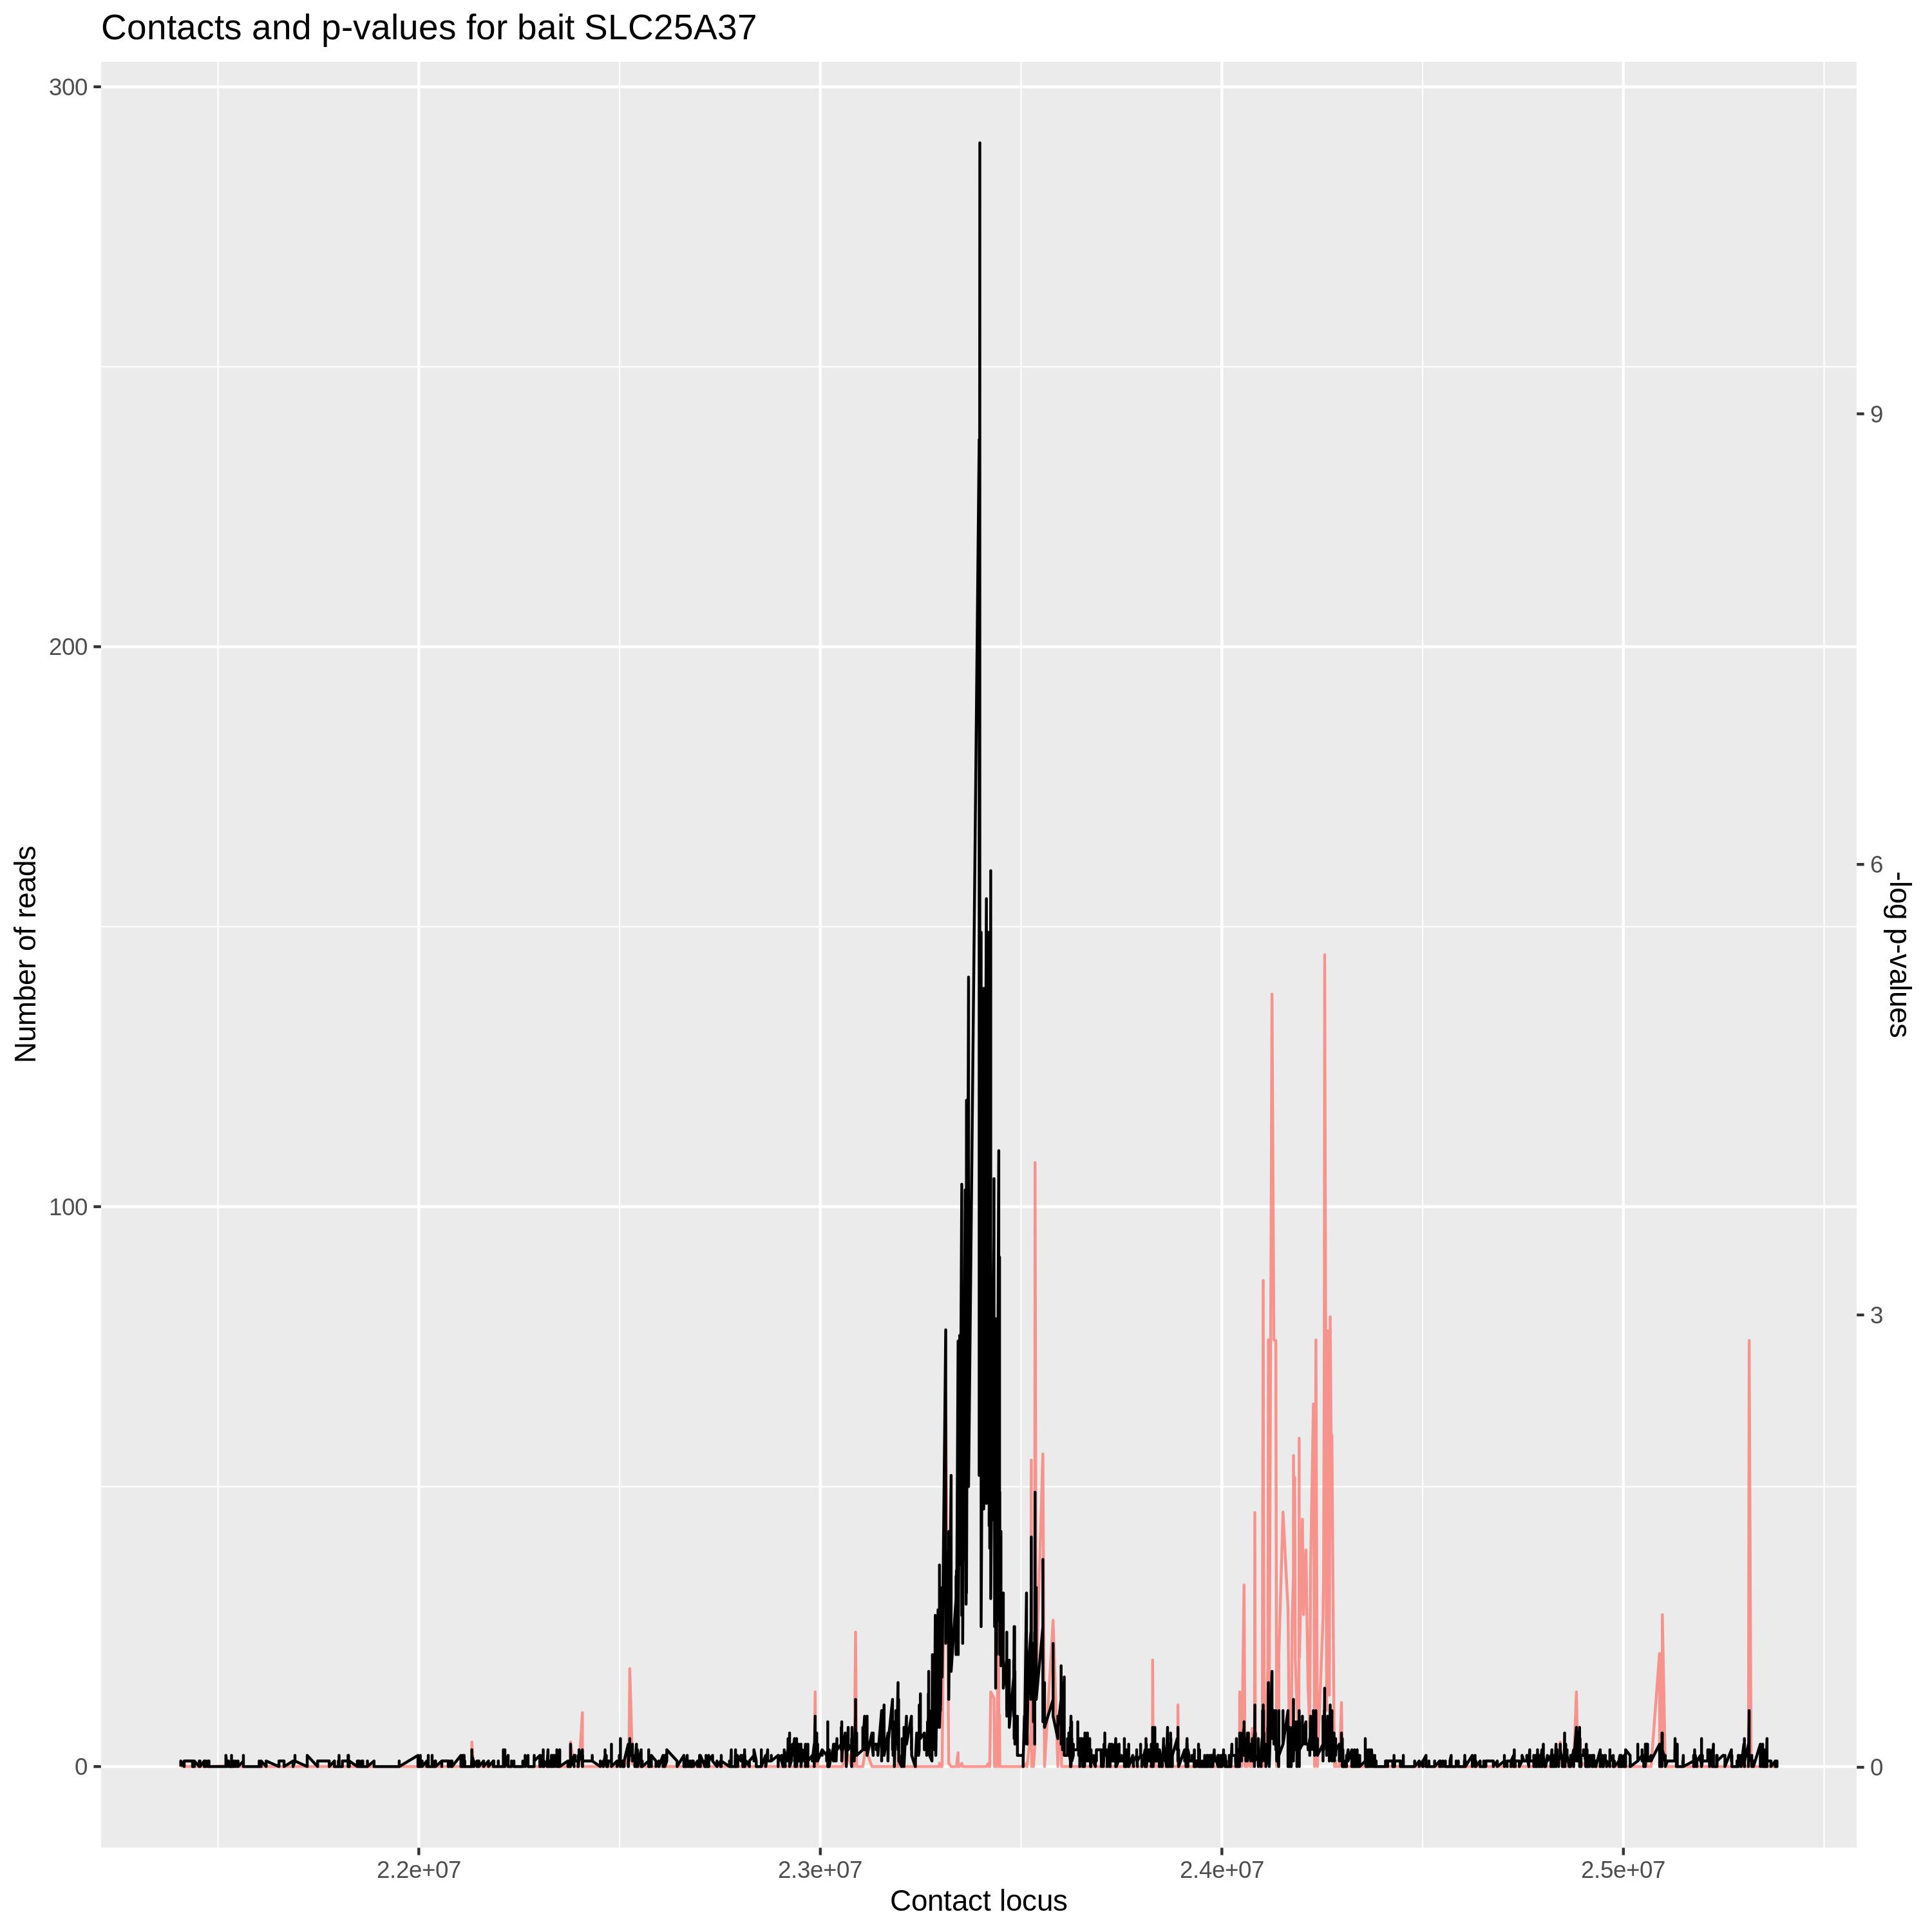 Contacts and p-values for bait SLC25A37
300
200
100
0
9
6
3
0
Number of reads
-log p-values
2.2e+07 2.3e+07 2.4e+07 2.5e+07
Contact locus